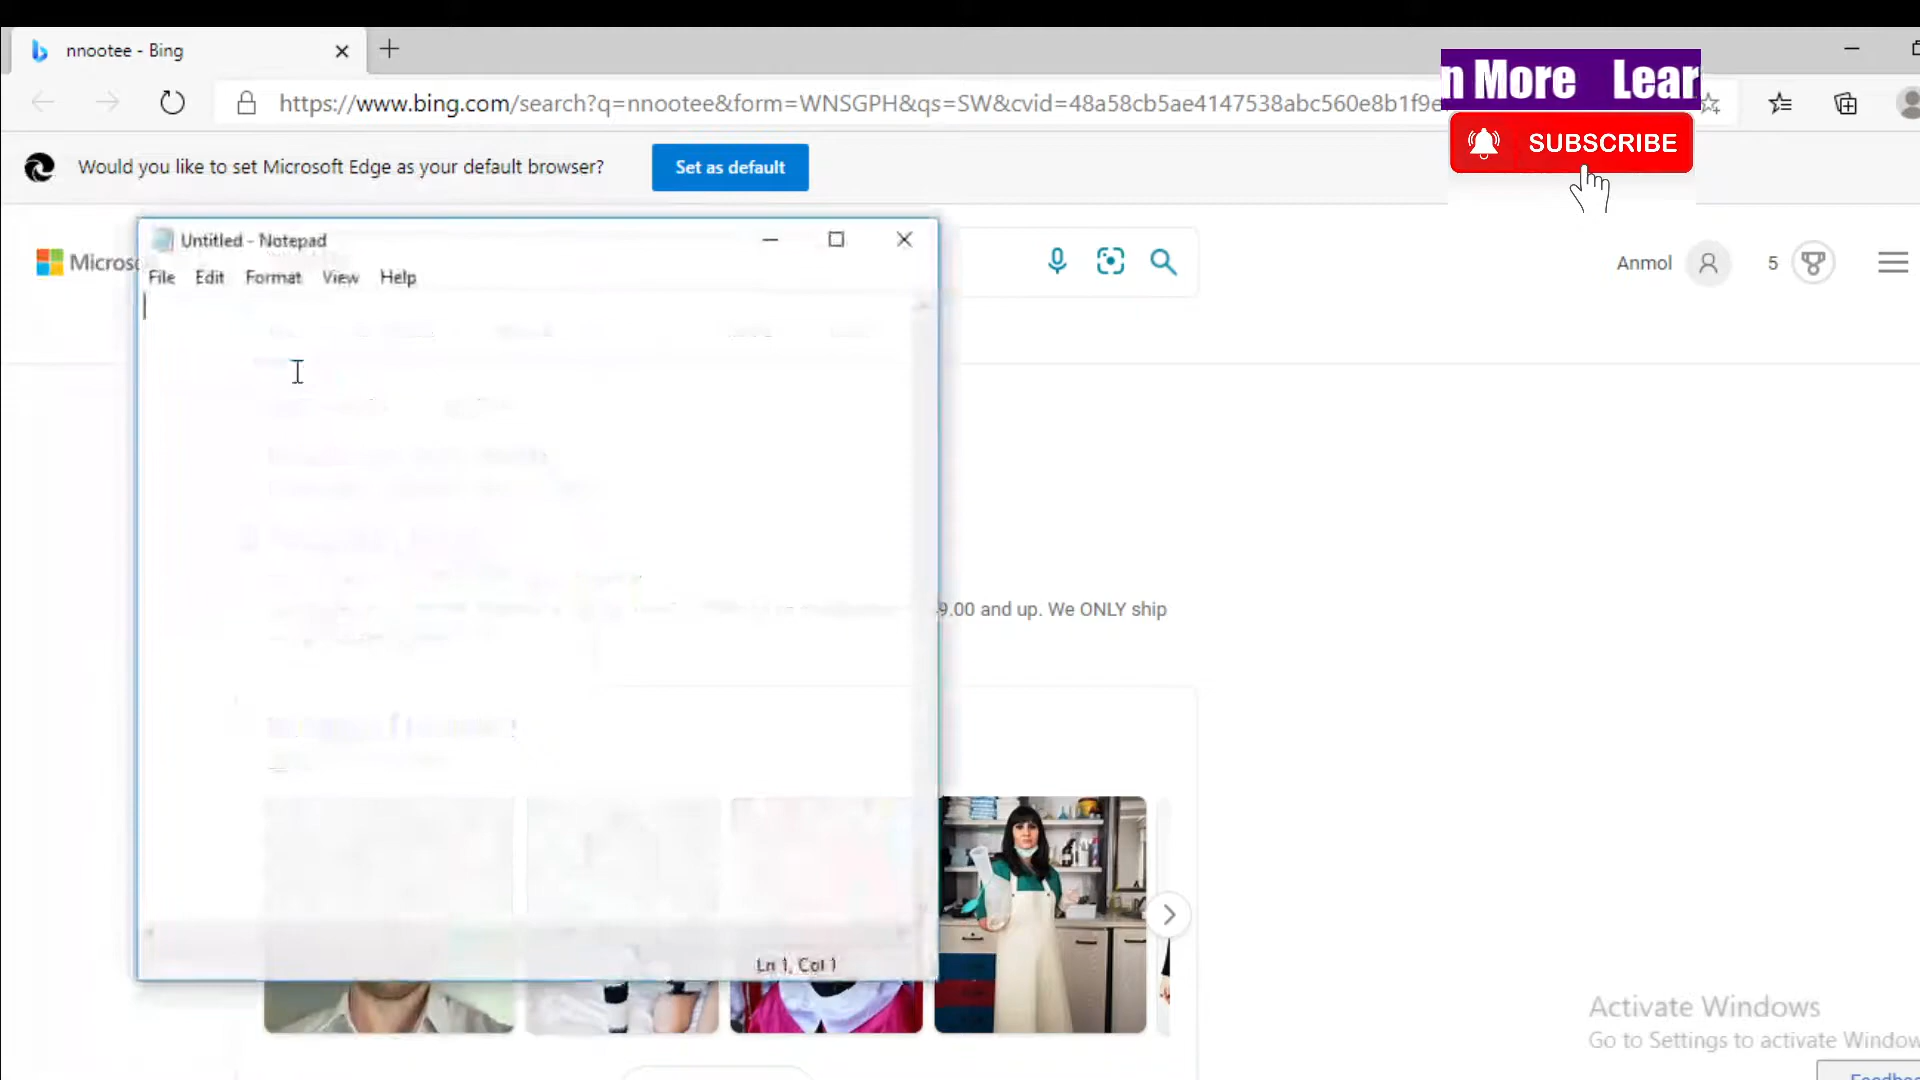 nnootee - Bing
n More Lear
https://www.bing.com/search?q=nnootee&form=WNSGPH&qs=SW&cvid=48a58cb5ae4147538abc560e8b1f9e
SUBSCRIBE
Would you like to set Microsoft Edge as your default browser?
Set as default
Untitled - Notepad
Micros
Anmol
5
File Edit Format View Help
9.00 and up. We ONLY ship
Ln 1, Col 1
Activate Windows
Go to Settings to activate Window